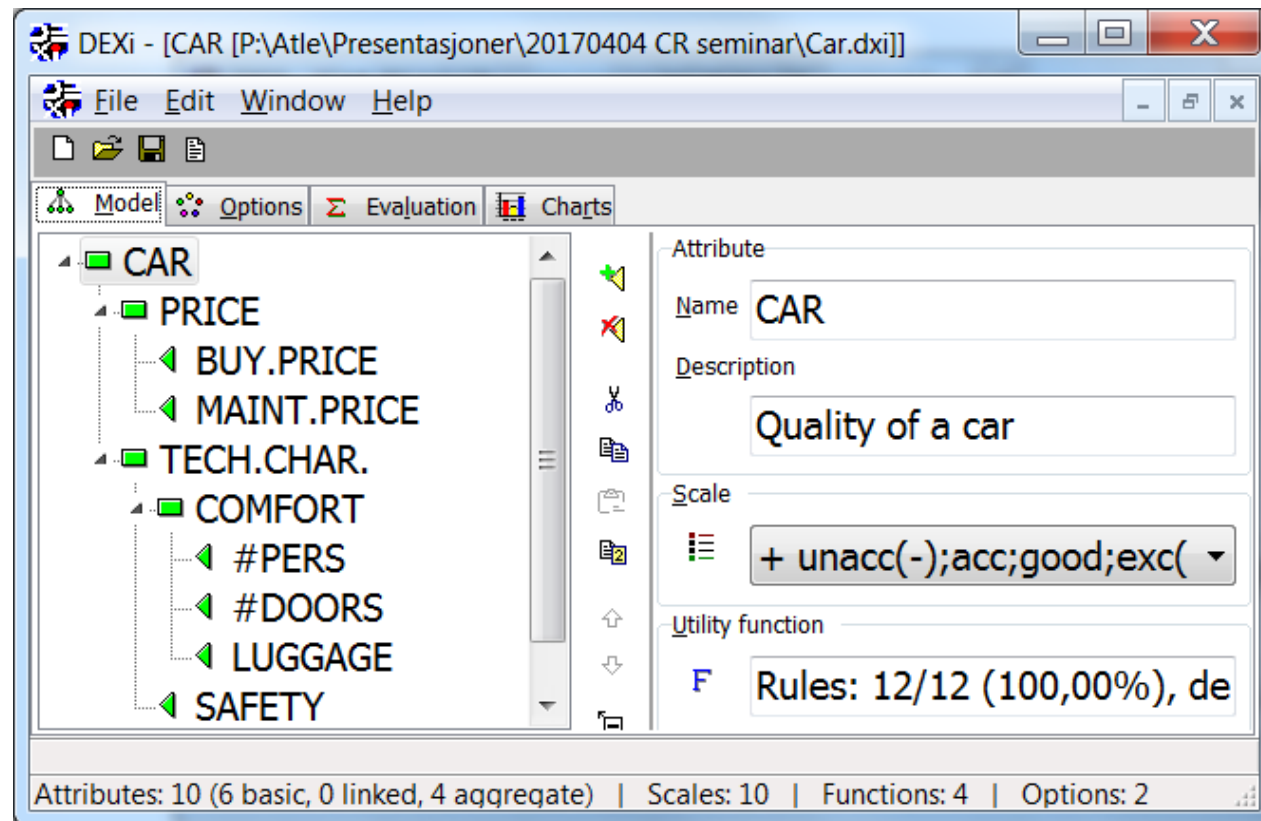 DEXi - [CAR [P:\Atle\Presentasjoner\20170404 CR seminar\Car.dxi]]
File Edit Window Help
Model Options Σ Evaluation Charts
CAR
PRICE
BUY.PRICE
MAINT.PRICE
TECH.CHAR.
COMFORT
#PERS
#DOORS
LUGGAGE
SAFETY
2
Attribute
Name CAR
Description
Quality of a car
Scale
+ unacc(-);acc;good;exc(
Utility function
F Rules: 12/12 (100,00%), de
Attributes: 10 (6 basic, 0 linked, 4 aggregate) | Scales: 10 | Functions: 4 | Options: 2